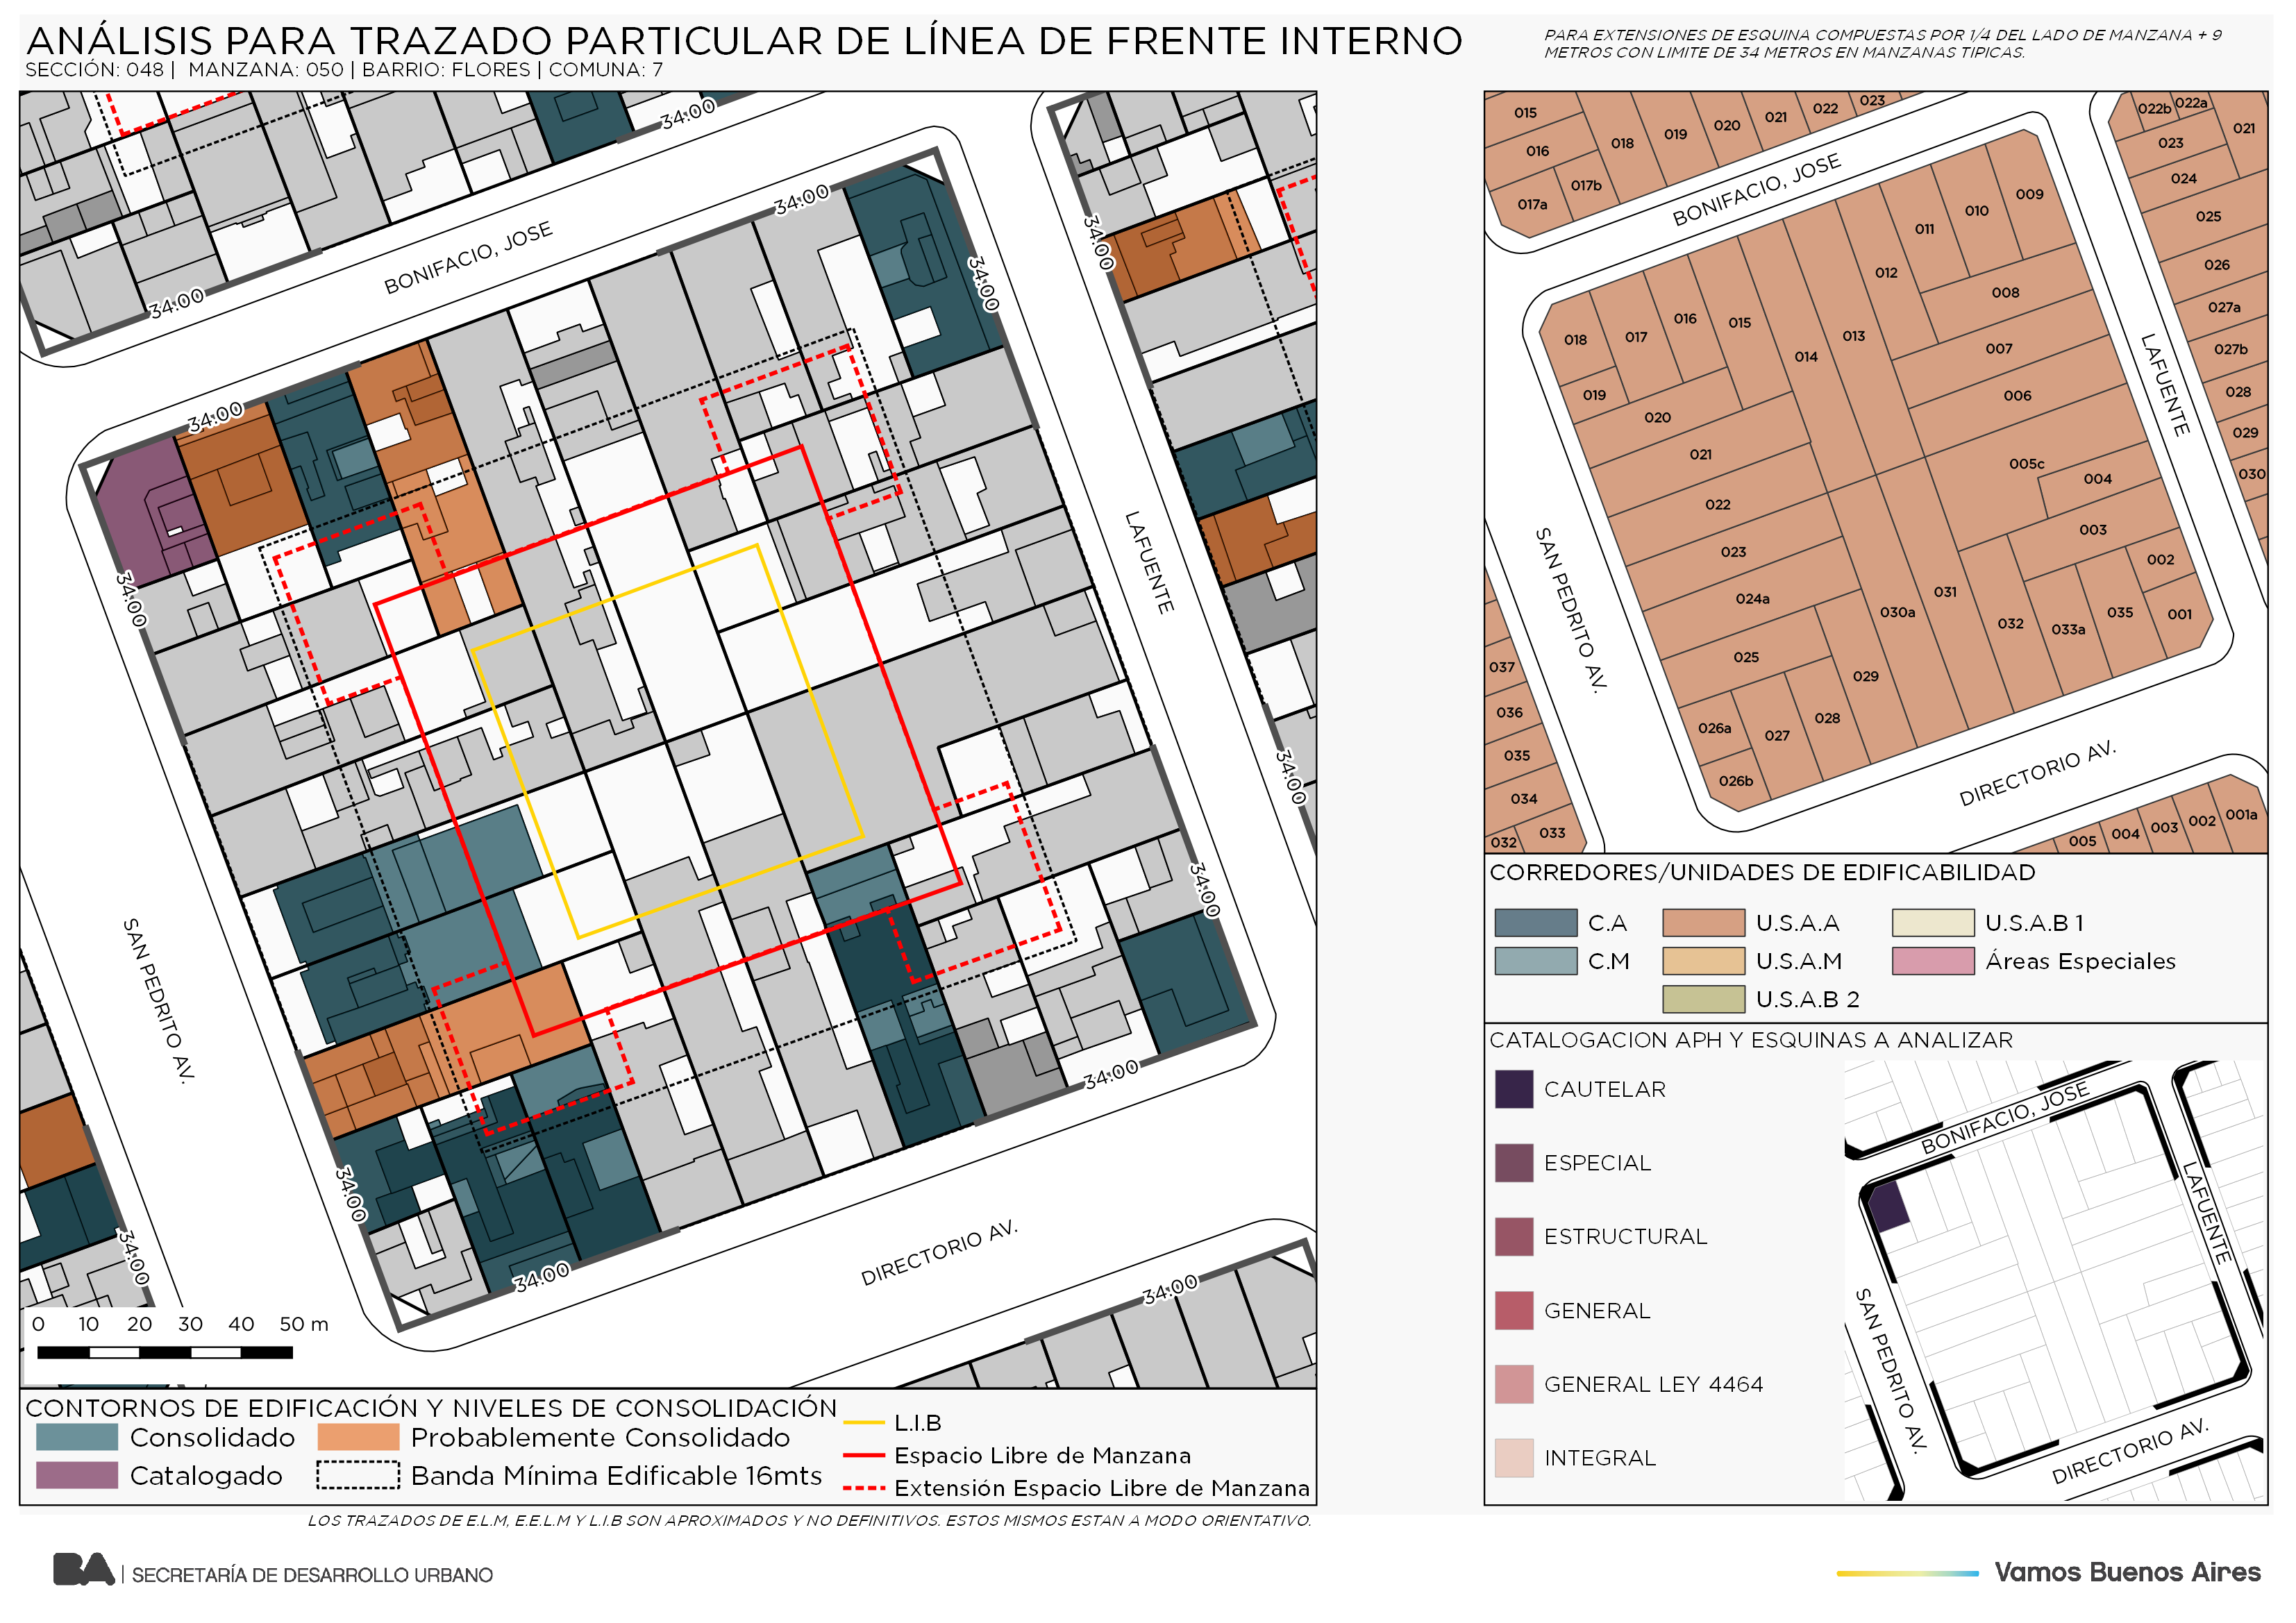 ANÁLISIS PARA TRAZADO PARTICULAR DE LÍNEA DE FRENTE INTERNO
SECCIÓN: 048 | MANZANA: 050 | BARRIO: FLORES | COMUNA: 7
PARA EXTENSIONES DE ESQUINA COMPUESTAS POR 1/4 DEL LADO DE MANZANA + 9
METROS CON LIMITE DE 34 METROS EN MANZANAS TIPICAS.
34.00
34.00
BONIFACIO, JOSE
34.00
34.00
34.00
34.00
34.00
LAFUENTE
34.00
34.00
SAN PEDRITO AV.
34.00
34.00
34.00
34.00
DIRECTORIO AV.
34.00
0 10 20 30 40 50 m
CONTORNOS DE EDIFICACIÓN Y NIVELES DE CONSOLIDACIÓN
Consolidado
Probablemente Consolidado
Catalogado
Banda Mínima Edificable 16mts
L.I.B
Espacio Libre de Manzana
Extensión Espacio Libre de Manzana
LOS TRAZADOS DE E.L.M, E.E.L.M Y L.I.B SON APROXIMADOS Y NO DEFINITIVOS. ESTOS MISMOS ESTAN A MODO ORIENTATIVO.
015
016
017a
017b
018
019
020
021
022
023
022b
022a
021
023
024
025
026
027a
027b
028
029
030
BONIFACIO, JOSE
009
010
011
012
013
014
015
016
017
018
019
020
021
022
023
024a
025
026a
026b
027
028
029
030a
031
032
033a
035
001
002
003
004
005c
006
007
008
LAFUENTE
SAN PEDRITO AV.
DIRECTORIO AV.
037
036
035
034
033
032
005
004
003
002
001a
CORREDORES/UNIDADES DE EDIFICABILIDAD
C.A
U.S.A.A
U.S.A.B 1
C.M
U.S.A.M
Áreas Especiales
U.S.A.B 2
CATALOGACION APH Y ESQUINAS A ANALIZAR
CAUTELAR
ESPECIAL
ESTRUCTURAL
GENERAL
GENERAL LEY 4464
INTEGRAL
BONIFACIO, JOSE
LAFUENTE
SAN PEDRITO AV.
DIRECTORIO AV.
BA | SECRETARÍA DE DESARROLLO URBANO
Vamos Buenos Aires